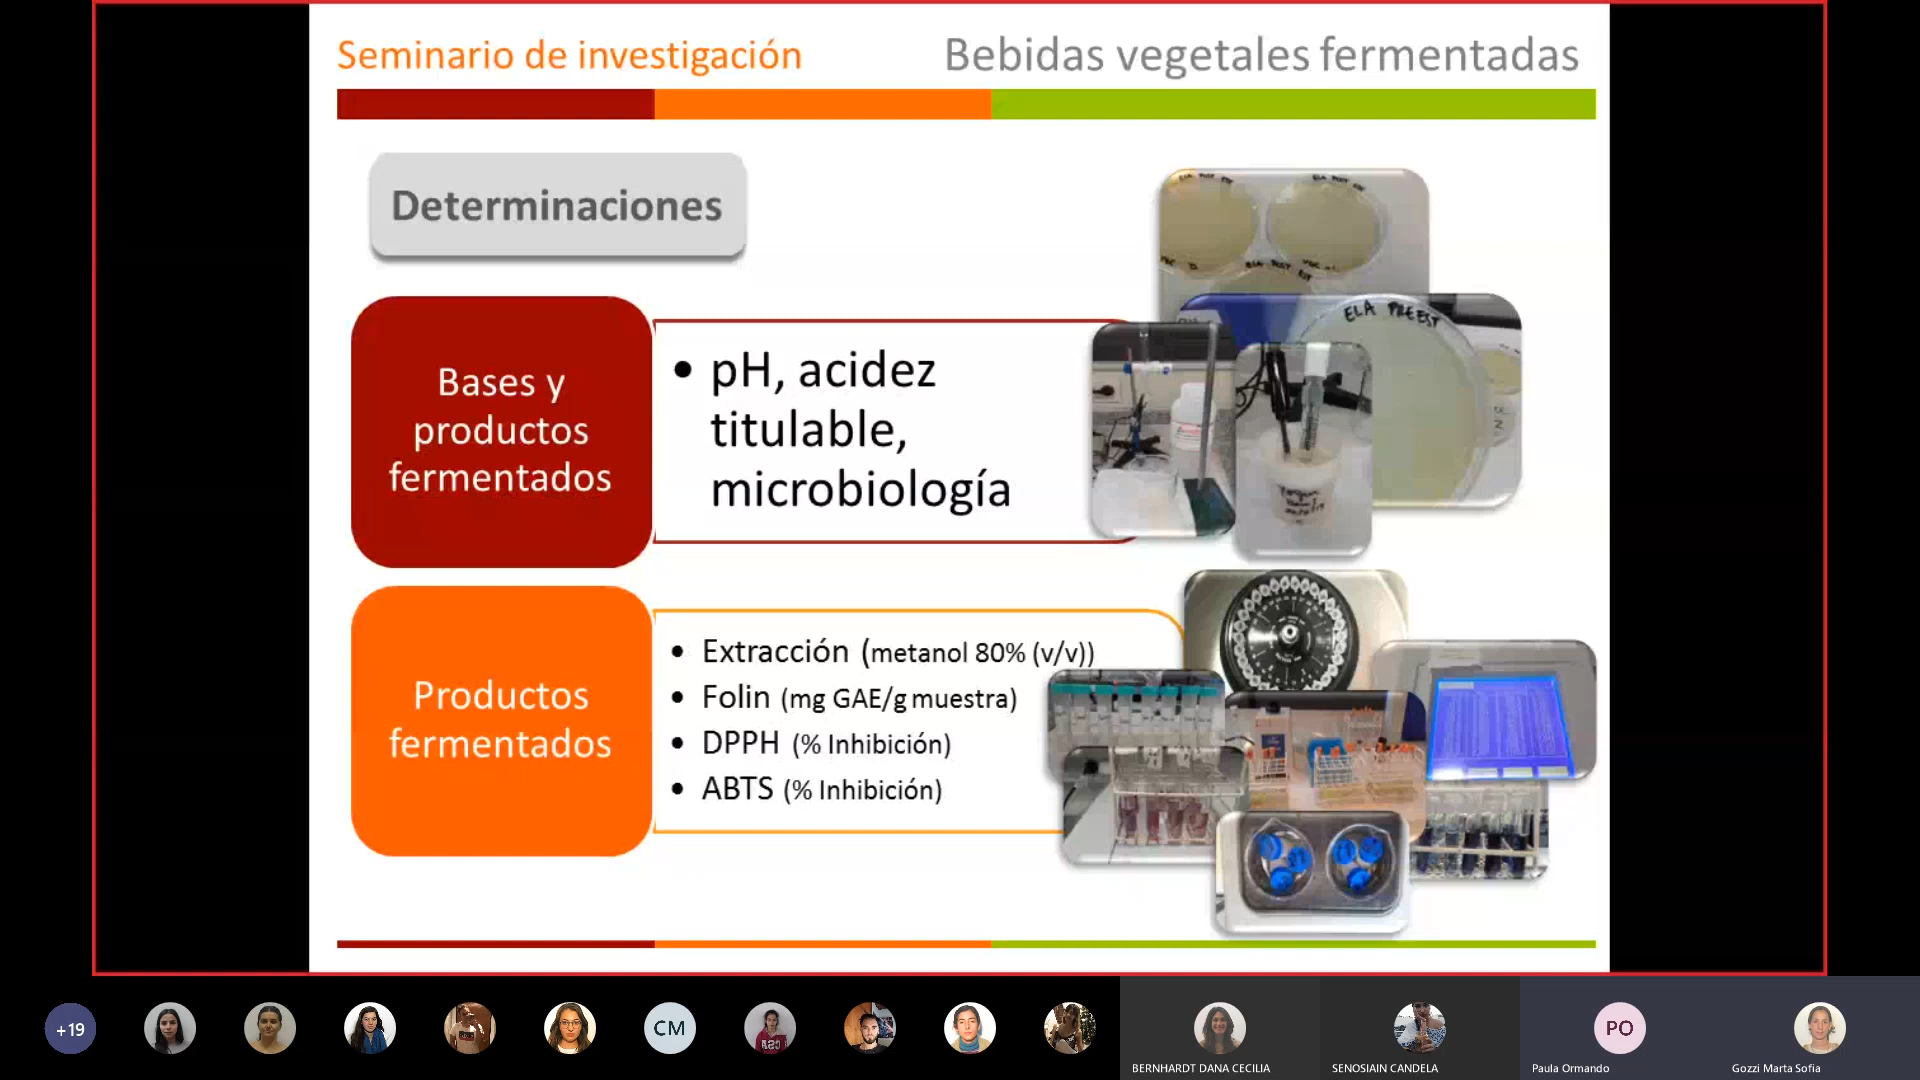 Seminario de investigación
Bebidas vegetales fermentadas
Determinaciones
Bases y
productos
fermentados
• pH, acidez
titulable,
microbiología
ELA PREEST
Productos
fermentados
• Extracción (metanol 80% (v/v))
• Folin (mg GAE/g muestra)
• DPPH (% Inhibición)
• ABTS (% Inhibición)
+19
CM
PO
BERNHARDT DANA CECILIA
SENOSIAIN CANDELA
Paula Ormando
Gozzi Marta Sofia